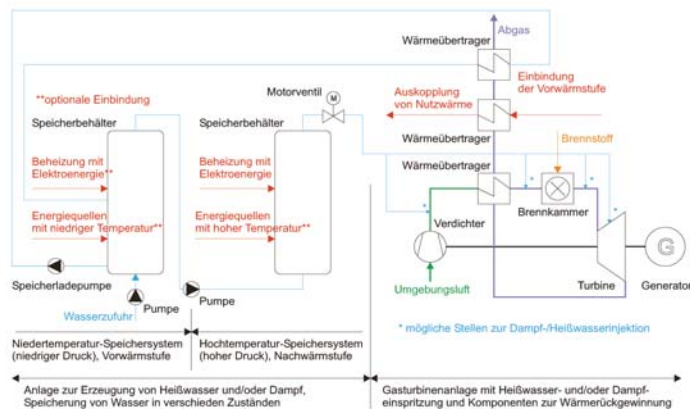 Abgas
Wärmeübertrager
**optionale Einbindung
Motorventil
M
Auskopplung
von Nutzwärme
Einbindung
der Vorwärmstufe
Speicherbehälter
Speicherbehälter
Wärmeübertrager
Brennstoff
Beheizung mit
Elektroenergie**
Beheizung mit
Elektroenergie
Wärmeübertrager
Energiequellen
mit niedriger Temperatur**
Energiequellen
mit hoher Temperatur**
Verdichter
Brennkammer
G
Speicherladepumpe
Pumpe
Pumpe
Umgebungsluft
Turbine
Generator
Wasserzufuhr
* mögliche Stellen zur Dampf-/Heißwasserinjektion
Niedertemperatur-Speichersystem
(niedriger Druck), Vorwärmstufe
Hochtemperatur-Speichersystem
(hoher Druck), Nachwärmstufe
Anlage zur Erzeugung von Heißwasser und/oder Dampf,
Speicherung von Wasser in verschieden Zuständen
Gasturbinenanlage mit Heißwasser- und/oder Dampf-
einspritzung und Komponenten zur Wärmerückgewinnung